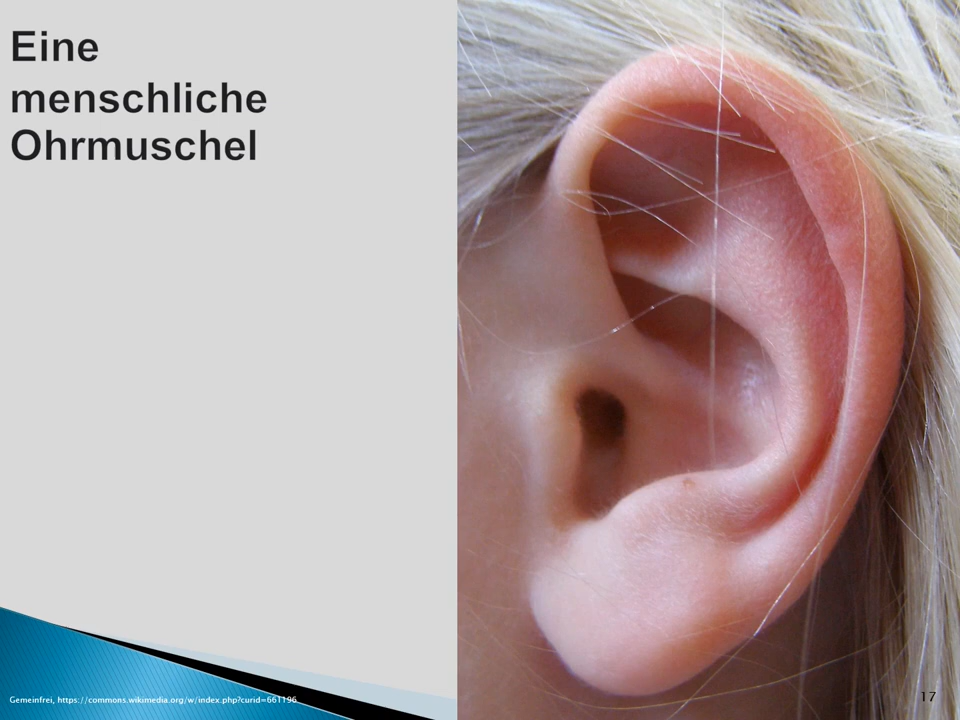 Eine
menschliche
Ohrmuschel
Gemeinfrei, https://commons.wikimedia.org/w/index.php?curid=661196
17